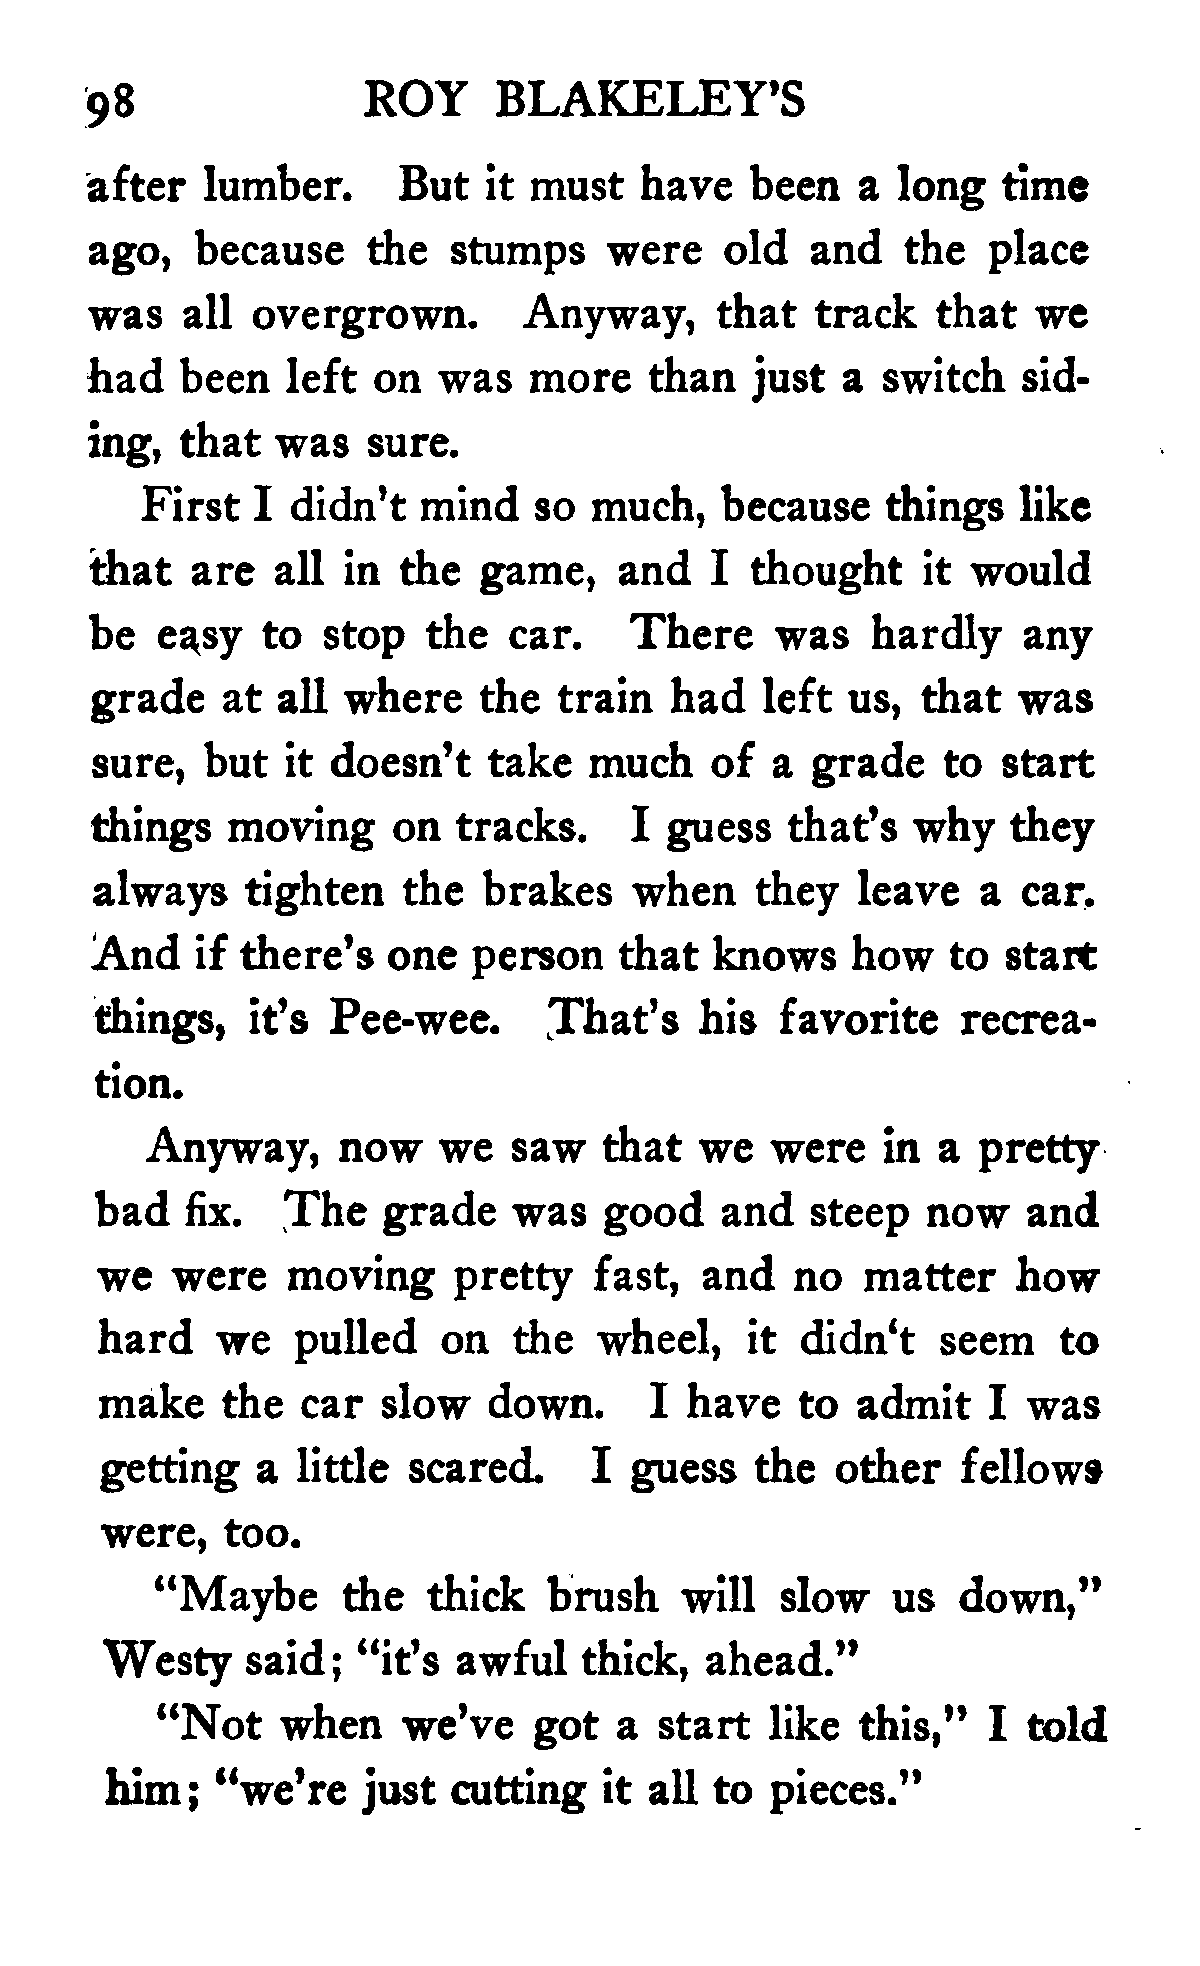 98 ROY BLAKELEY'S
after lumber. But it must have been a long time
ago, because the stumps were old and the place
was all overgrown. Anyway, that track that we
had been left on was more than just a switch sid-
ing, that was sure.
First I didn't mind so much, because things like
that are all in the game, and I thought it would
be easy to stop the car. There was hardly any
grade at all where the train had left us, that was
sure, but it doesn't take much of a grade to start
things moving on tracks. I guess that's why they
always tighten the brakes when they leave a car.
And if there's one person that knows how to start
things, it's Pee-wee. That's his favorite recrea-
tion.
Anyway, now we saw that we were in a pretty
bad fix. The grade was good and steep now and
we were moving pretty fast, and no matter how
hard we pulled on the wheel, it didn‘t seem to
make the car slow down. I have to admit I was
getting a little scared. I guess the other fellows
were, too.
"Maybe the thick brush will slow us down,"
Westy said; "it's awful thick, ahead."
"Not when we've got a start like this," I told
him; "we're just cutting it all to pieces."